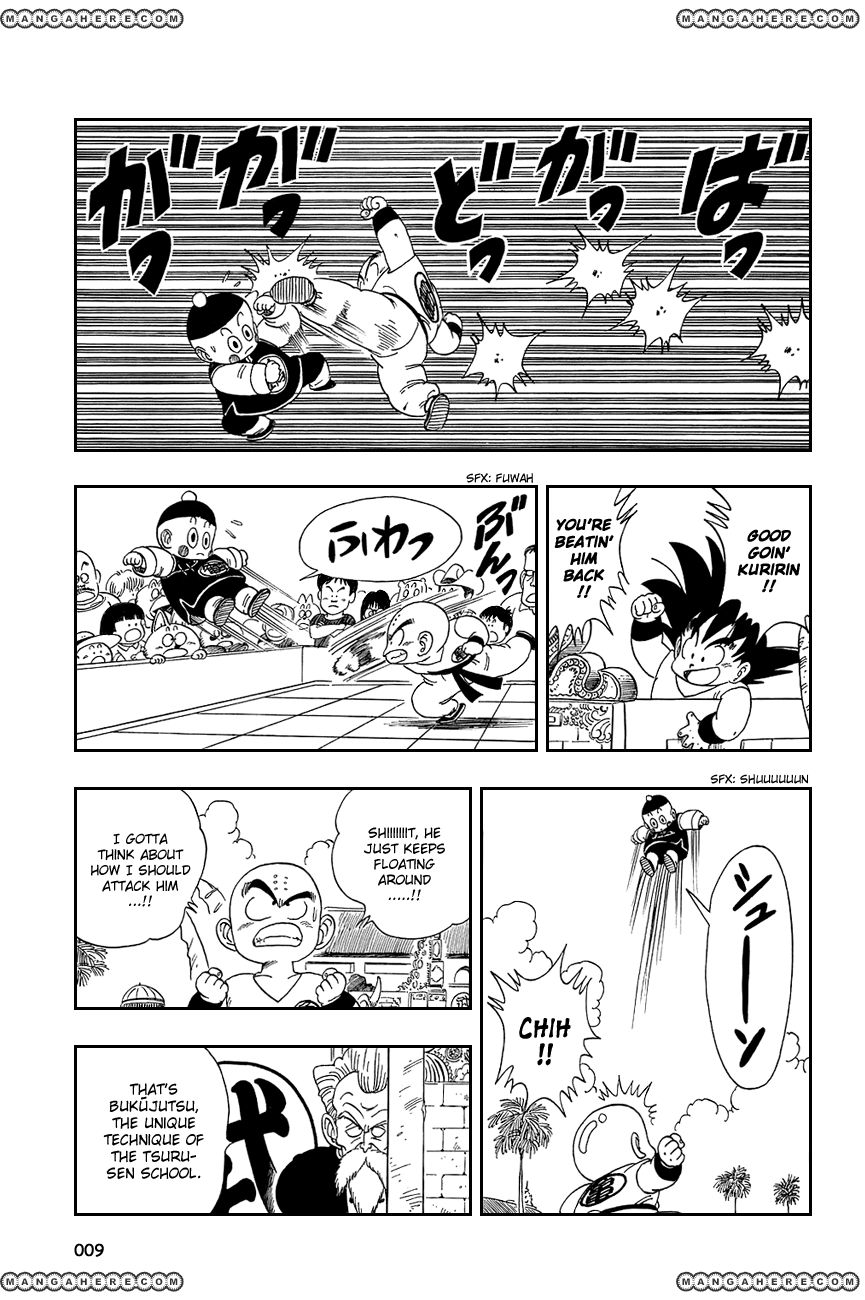 MANGAHERE.COM
MANGAHERE.COM
ばっ
がっ
どっ
がっ
がっ
GOOD
GOIN'
KURIRIN
!!
YOU'RE
BEATIN'
HIM
BACK
!!
SFX: FUWAH
ぶんっ
ふわっ
SFX: SHUUUUUUN
シューン
CHIH
!!
SHIIIIIIIT, HE
JUST KEEPS
FLOATING
AROUND
.....!!
I GOTTA
THINK ABOUT
HOW I SHOULD
ATTACK HIM
...!!
亀
THAT'S
BUKŪJUTSU,
THE UNIQUE
TECHNIQUE OF
THE TSURU-
SEN SCHOOL.
武
009
MANGAHERE.COM
MANGAHERE.COM